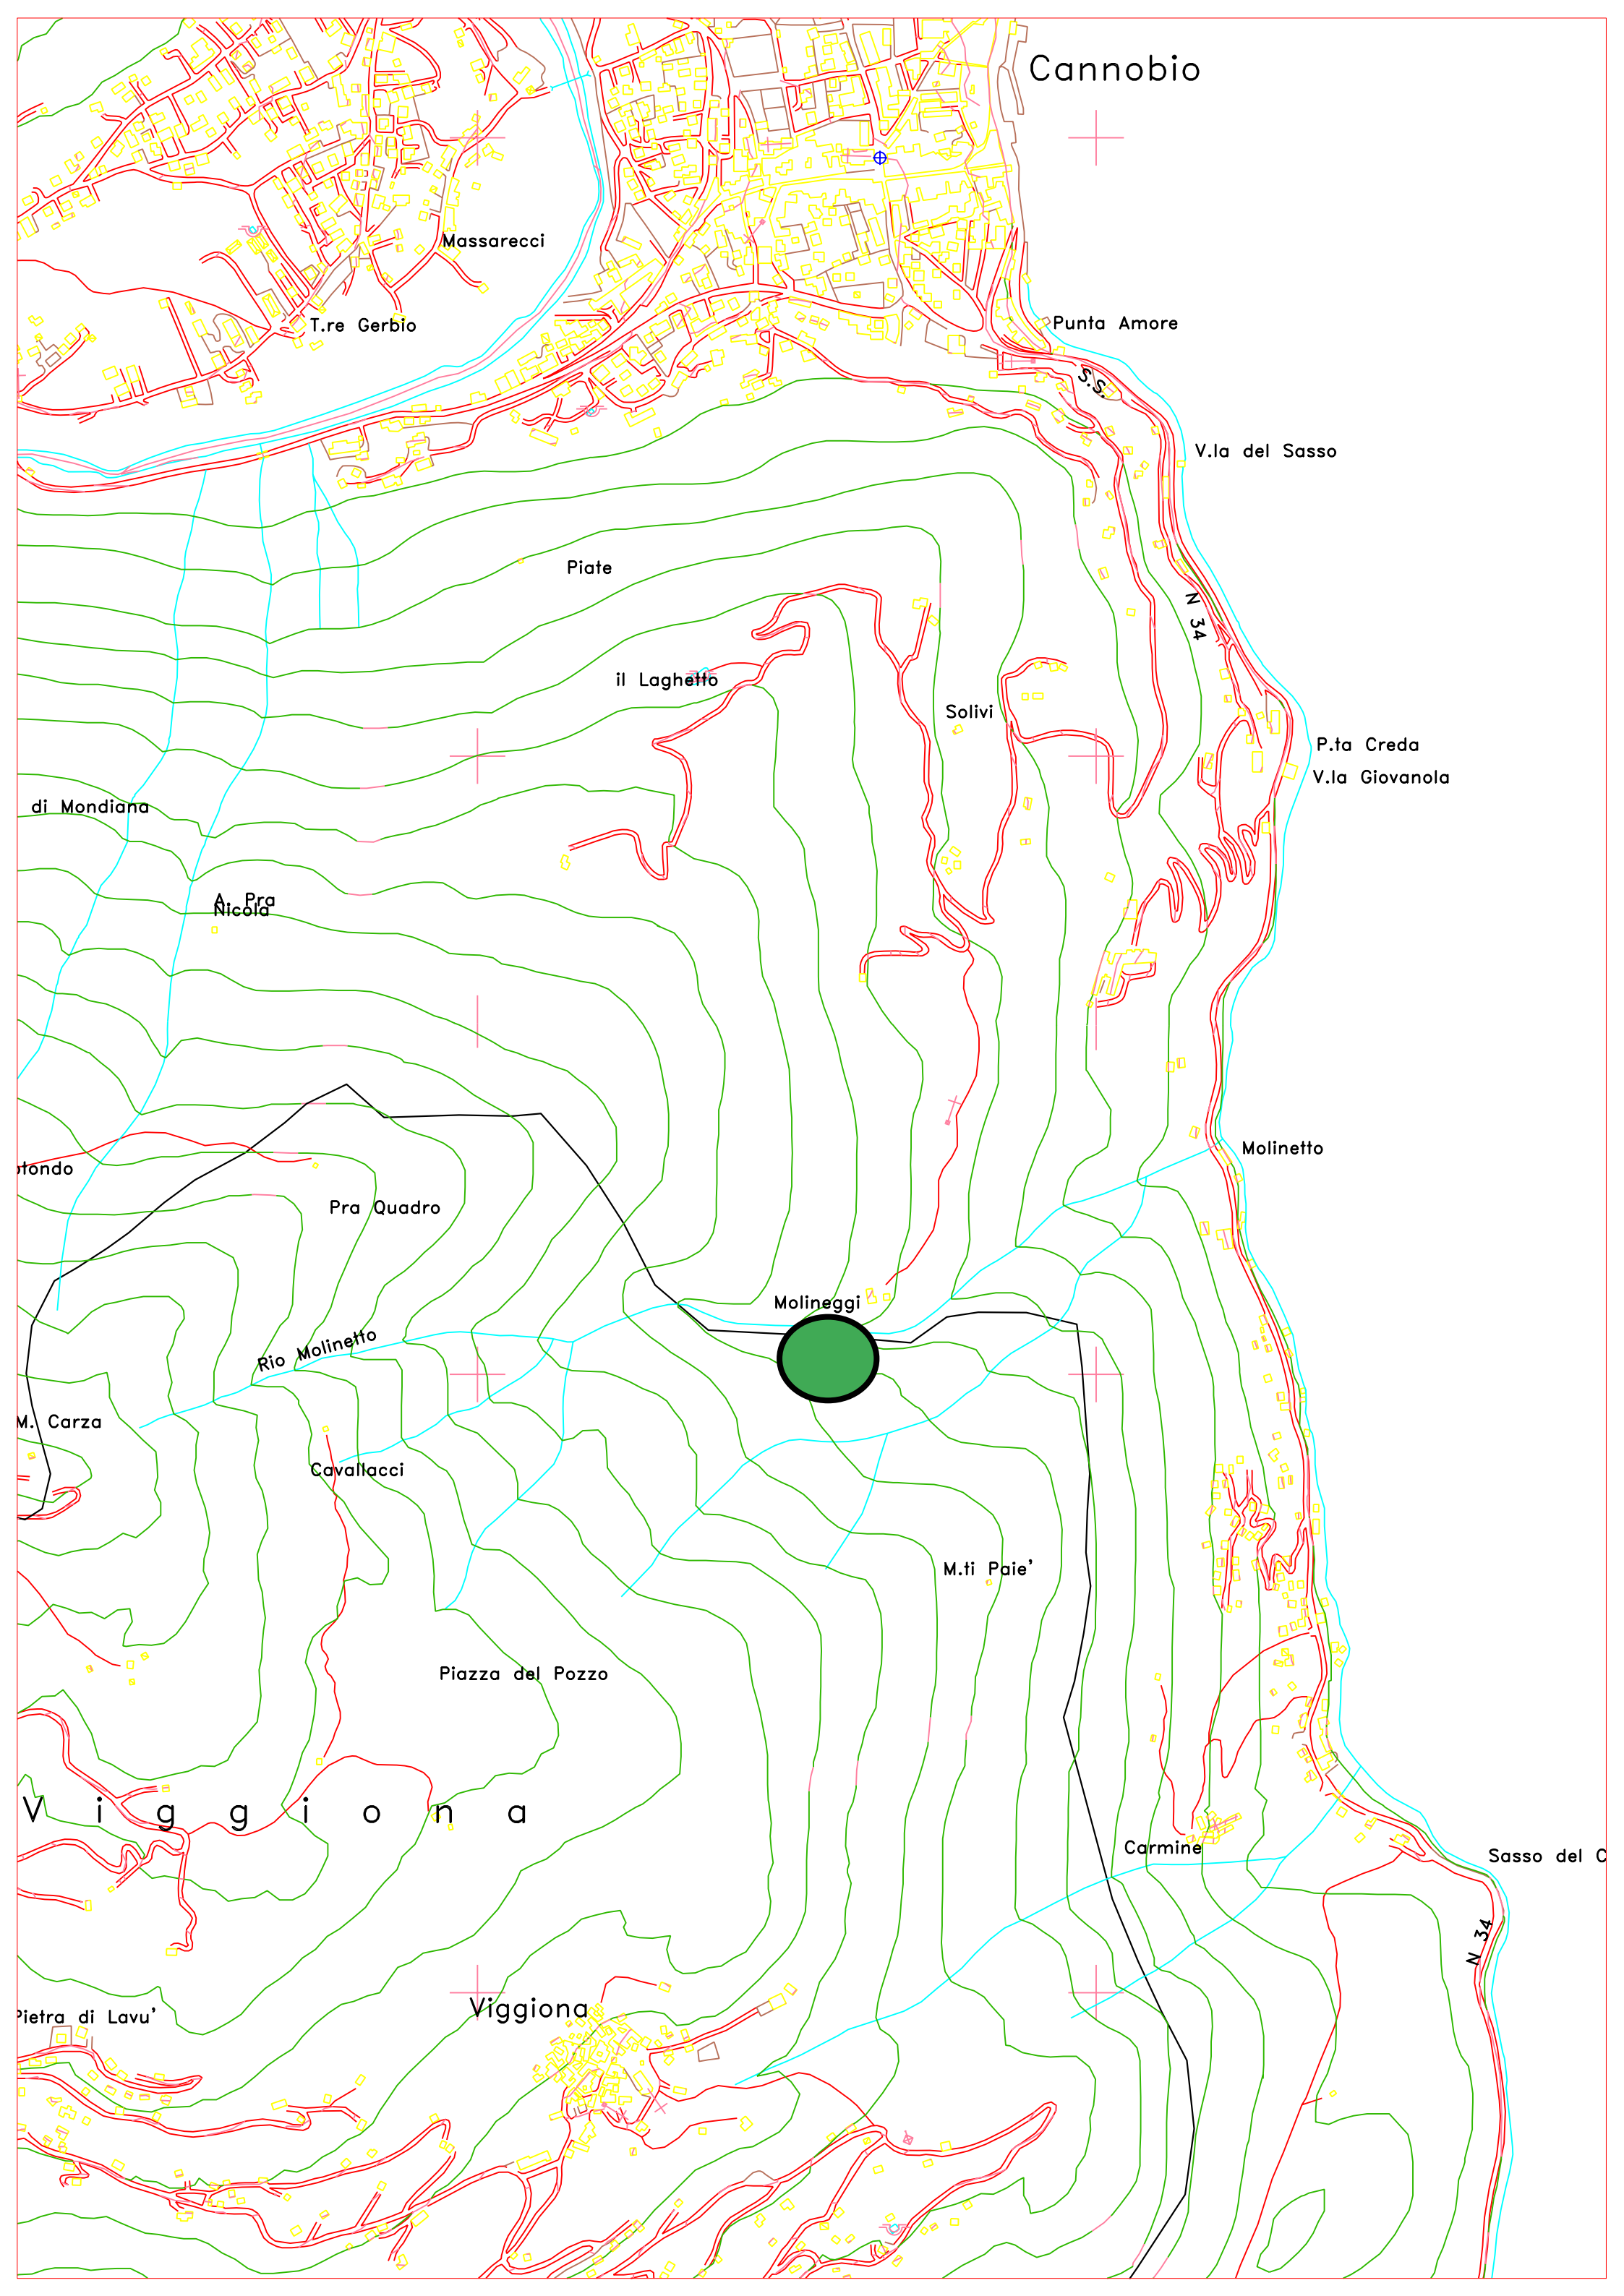 Cannobio
Massarecci
T.re Gerbio
Punta Amore
S.S.
V.la del Sasso
Piate
N 34
il Laghetto
Solivi
P.ta Creda
V.la Giovanola
di Mondiana
A. Pra
Nicola
Molinetto
otondo
Pra Quadro
Molineggi
Rio Molinetto
M. Carza
Cavallacci
M.ti Paie'
Piazza del Pozzo
V i g g i o n a
Carmine
Sasso del C
N 34
Viggiona
Pietra di Lavu'